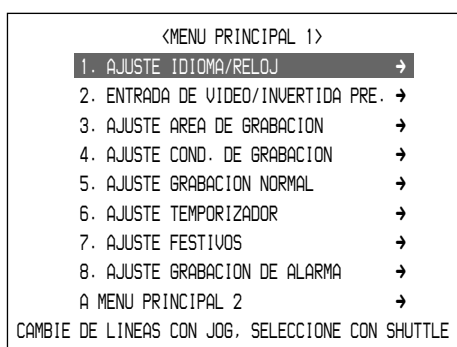 <MENU PRINCIPAL 1>
1. AJUSTE IDIOMA/RELOJ →
2. ENTRADA DE VIDEO/INVERTIDA PRE. →
3. AJUSTE AREA DE GRABACION →
4. AJUSTE COND. DE GRABACION →
5. AJUSTE GRABACION NORMAL →
6. AJUSTE TEMPORIZADOR →
7. AJUSTE FESTIVOS →
8. AJUSTE GRABACION DE ALARMA →
A MENU PRINCIPAL 2 →
CAMBIE DE LINEAS CON JOG, SELECCIONE CON SHUTTLE